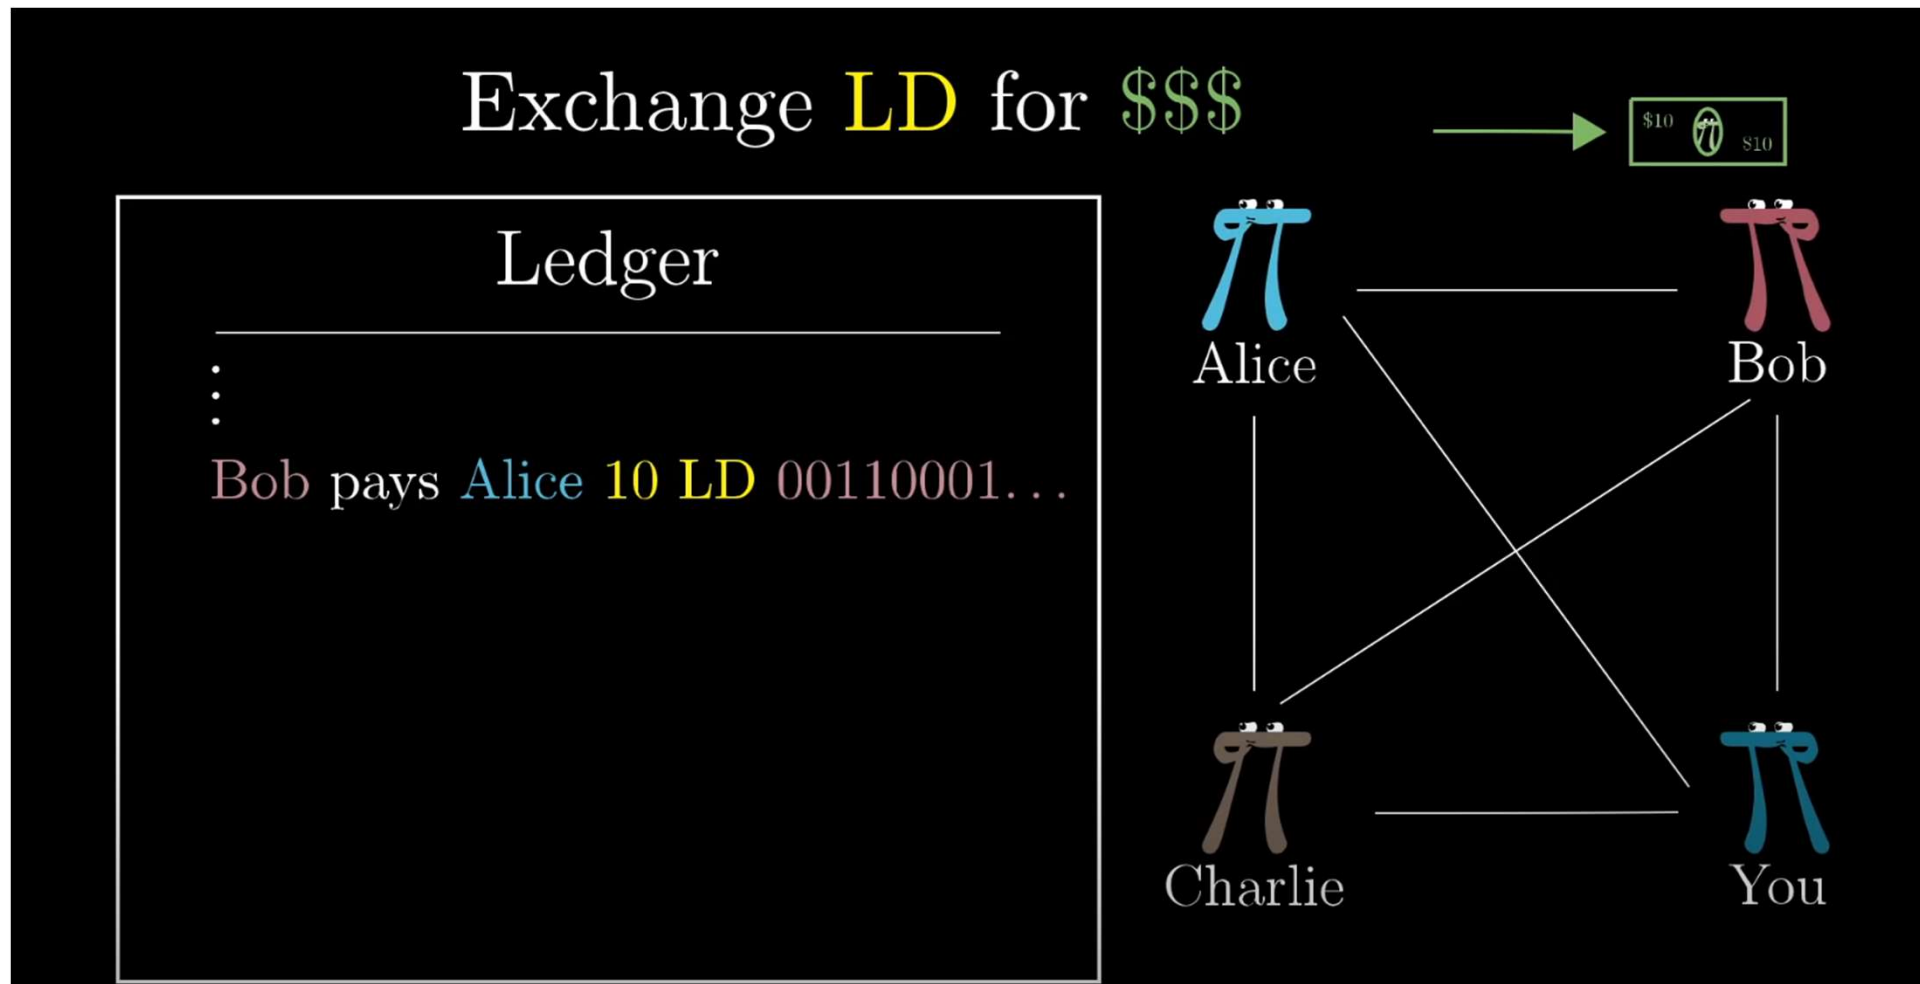 Exchange LD for $$$
$10
$10
Ledger
Bob pays Alice 10 LD 00110001...
Alice
Bob
Charlie
You